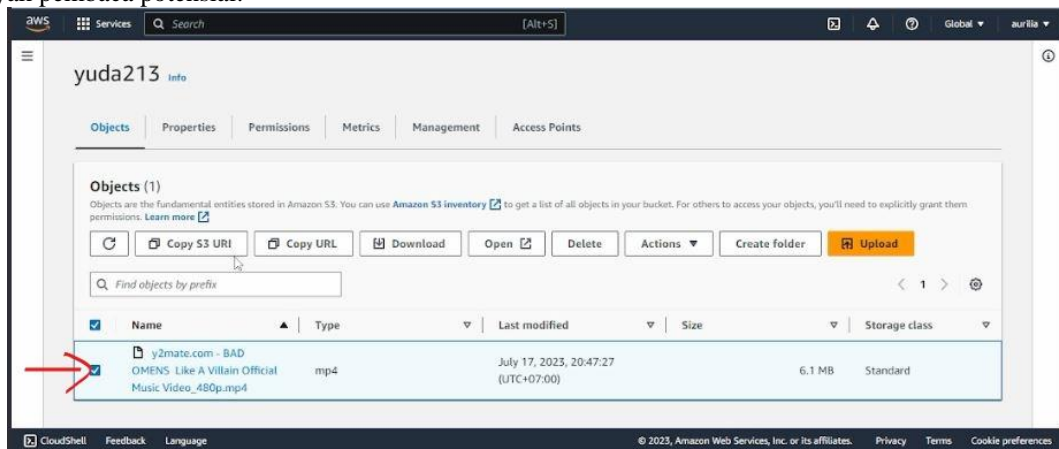 pembaca potensial.
aws Services Search [Alt+S] Global aurilia
yuda213 Info
Objects Properties Permissions Metrics Management Access Points
Objects (1)
Objects are the fundamental entities stored in Amazon S3. You can use Amazon S3 inventory to get a list of all objects in your bucket. For others to access your objects, you'll need to explicitly grant them
permissions. Learn more
Copy S3 URI Copy URL Download Open Delete Actions Create folder Upload
Find objects by prefix 1
Name Type Last modified Size Storage class
y2mate.com - BAD
OMENS Like A Villain Official
Music Video_480p.mp4
mp4
July 17, 2023, 20:47:27
(UTC+07:00)
6.1 MB
Standard
CloudShell Feedback Language © 2023, Amazon Web Services, Inc. or its affiliates. Privacy Terms Cookie preferences